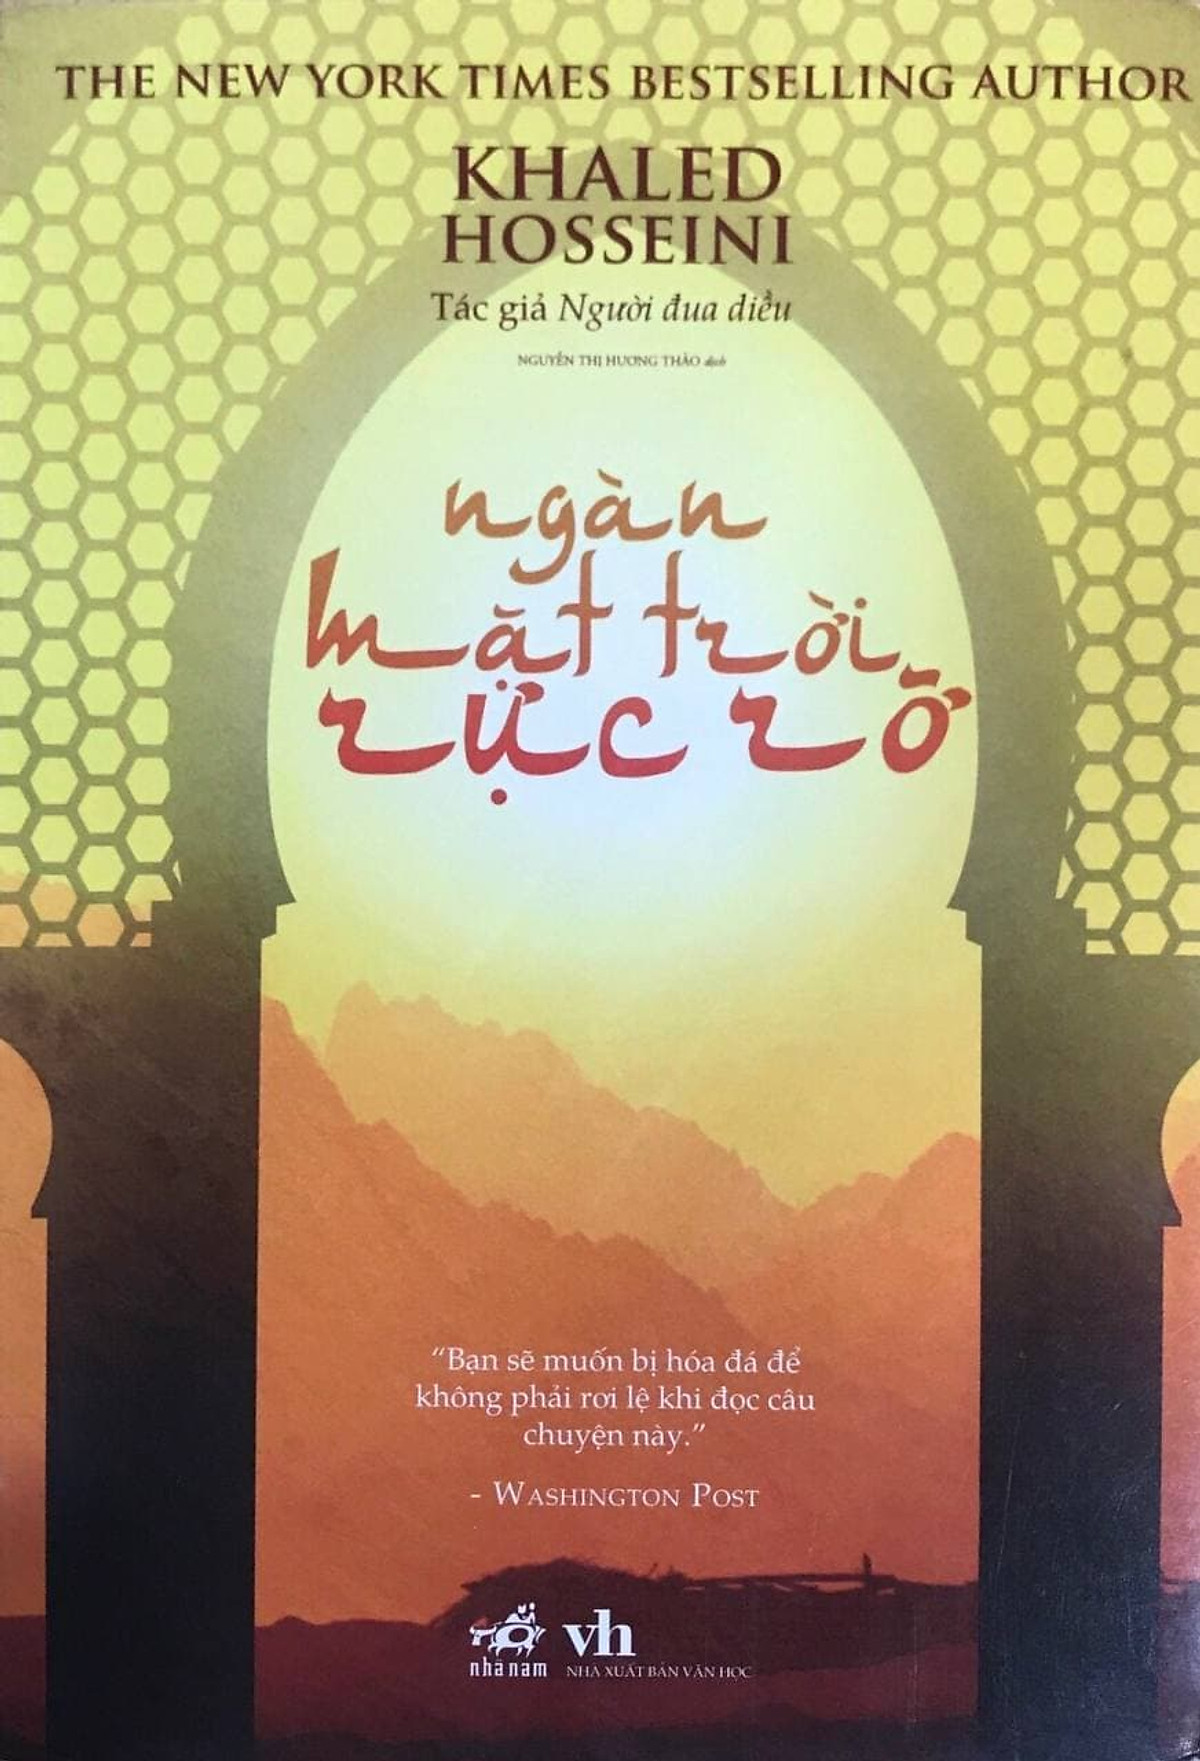 THE NEW YORK TIMES BESTSELLING AUTHOR
KHALED
HOSSEINI
Tác giả Người đua diều
NGUYỄN THỊ HƯƠNG THẢO dịch
ngàn
mặt trời
rực rỡ
“Bạn sẽ muốn bị hóa đá để
không phải rơi lệ khi đọc câu
chuyện này.”
- WASHINGTON POST
nhã nam
vh
NHÀ XUẤT BẢN VĂN HỌC